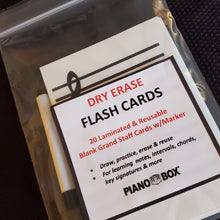 DRY ERASE
FLASH CARDS
20 Laminated & Reusable
Blank Grand Staff Cards w/Marker
• Draw, practice, erase & reuse
• For learning notes, intervals, chords,
key signatures & more
PIANO BOX